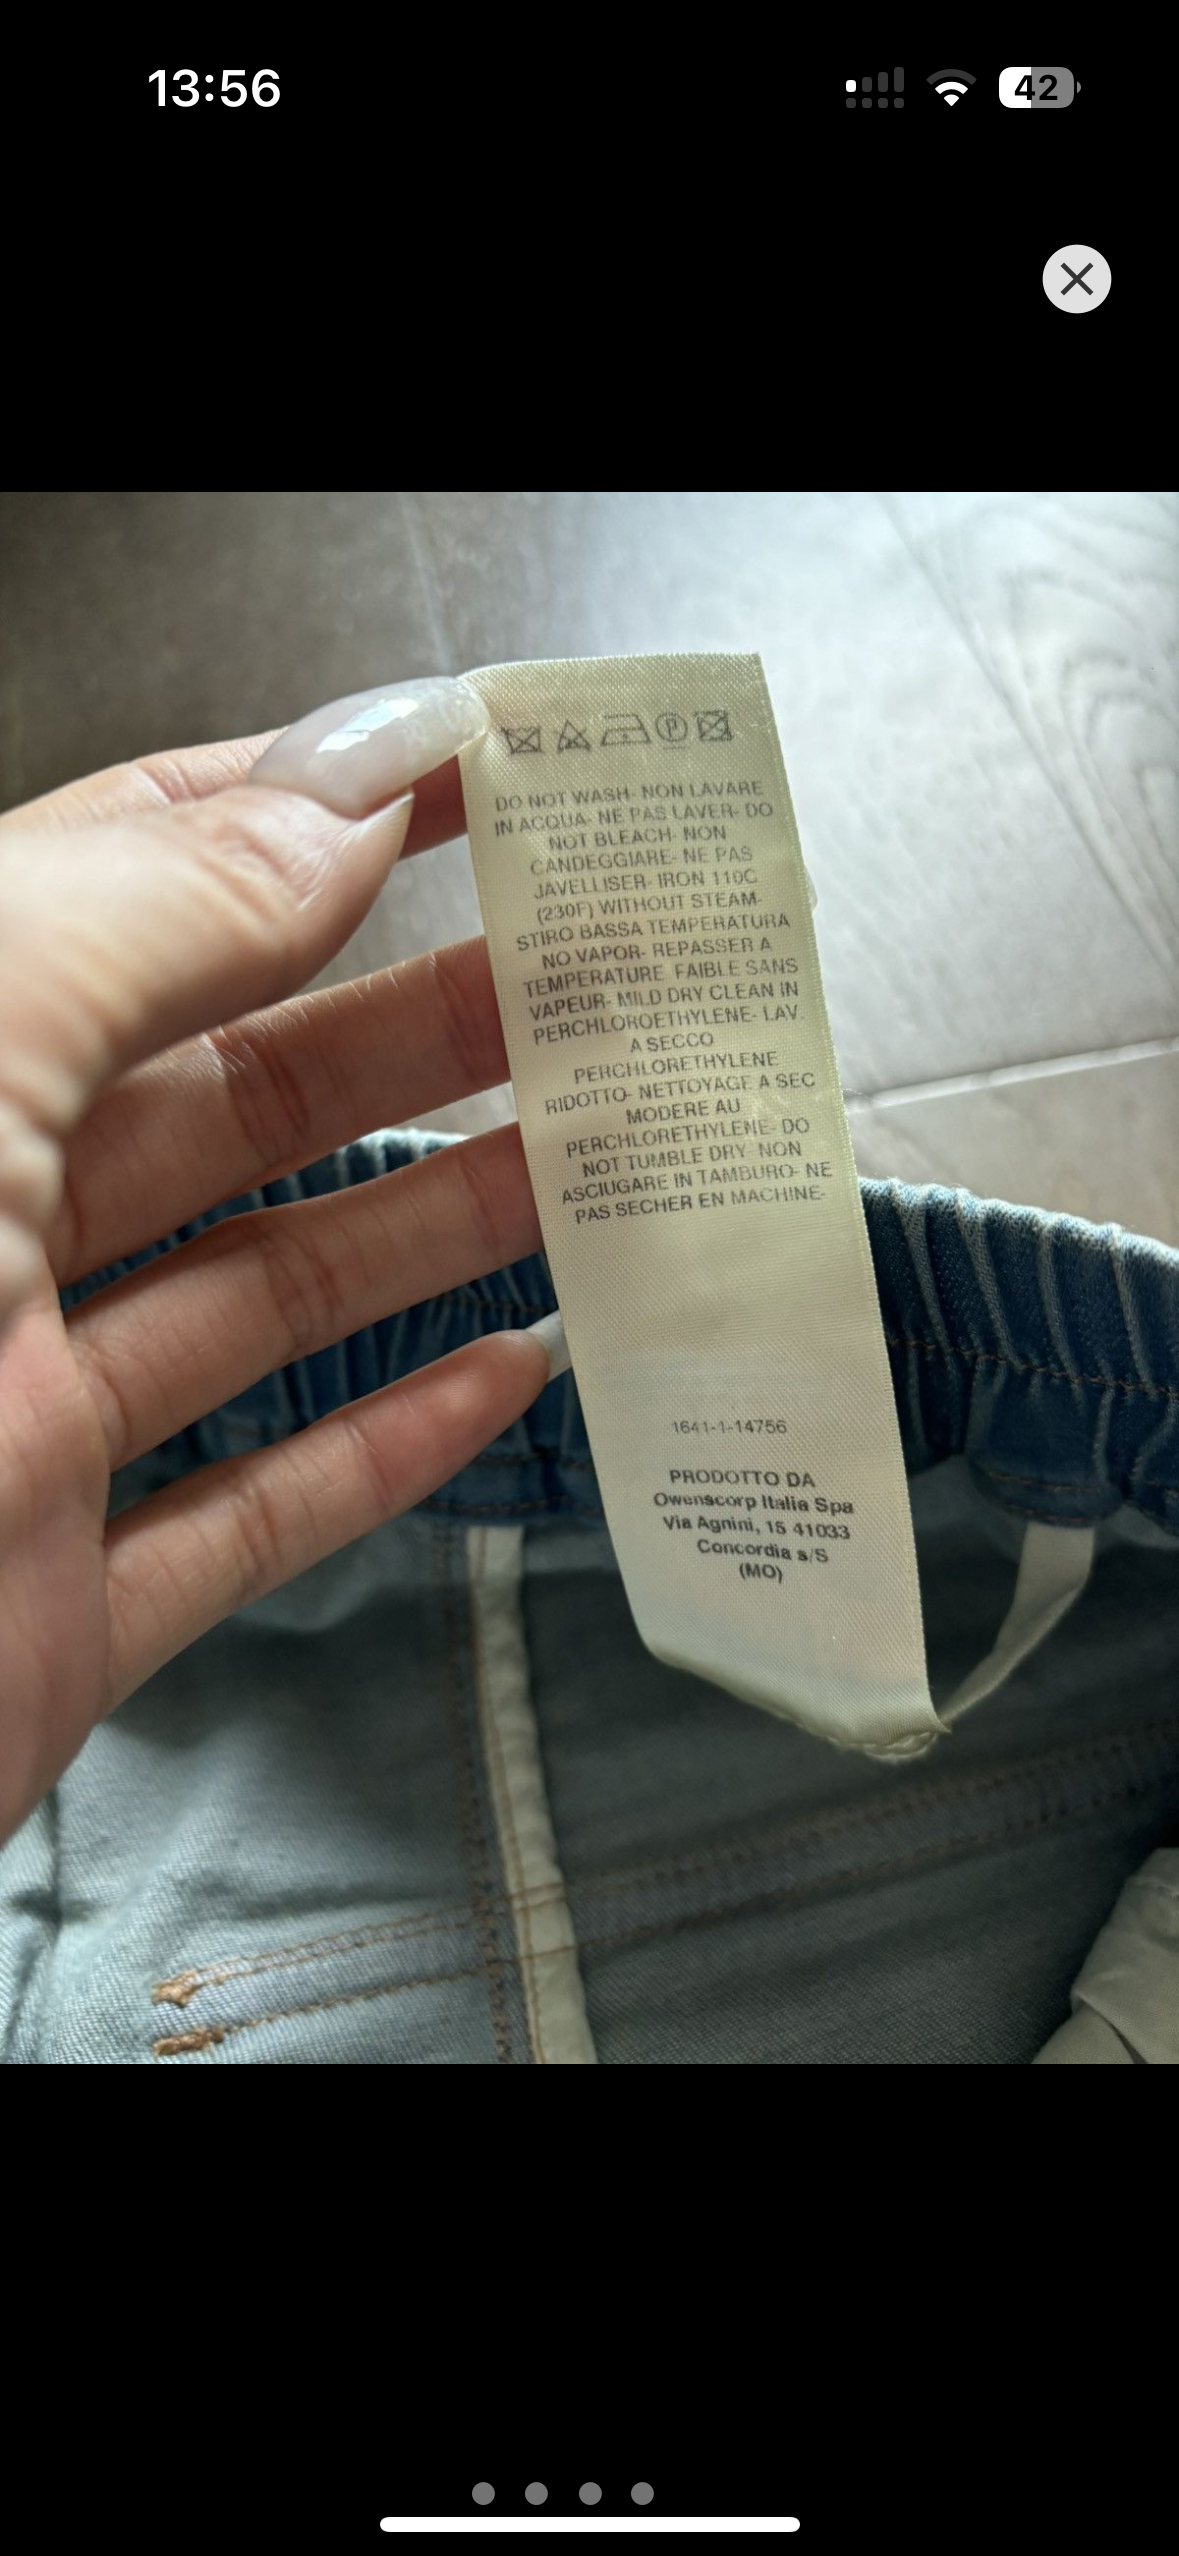 13:56
42
DO NOT WASH- NON LAVARE
IN ACQUA- NE PAS LAVER- DO
NOT BLEACH- NON
CANDEGGIARE- NE PAS
JAVELLISER- IRON 110C
(230F) WITHOUT STEAM-
STIRO BASSA TEMPERATURA
NO VAPOR- REPASSER A
TEMPERATURE FAIBLE SANS
VAPEUR- MILD DRY CLEAN IN
PERCHLOROETHYLENE- LAV.
A SECCO
PERCHLORETHYLENE
RIDOTTO- NETTOYAGE A SEC
MODERE AU
PERCHLORETHYLENE- DO
NOT TUMBLE DRY- NON
ASCIUGARE IN TAMBURO- NE
PAS SECHER EN MACHINE-
1641-1-14756
PRODOTTO DA
Owenscorp Italia Spa
Via Agnini, 15 41033
Concordia s/S
(MO)